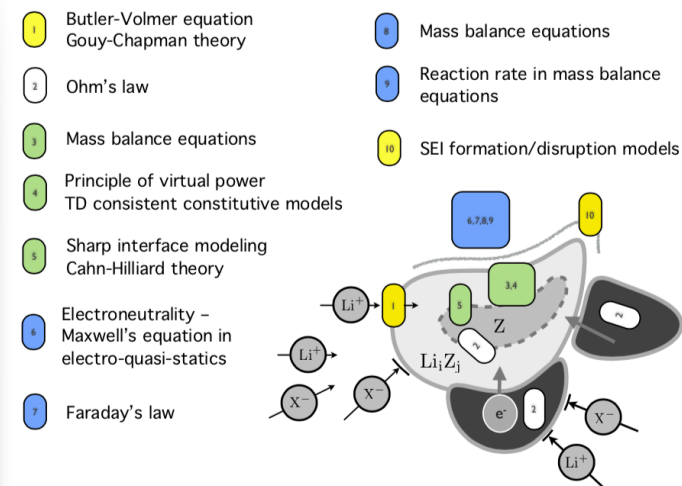 1
Butler-Volmer equation
Gouy-Chapman theory
2
Ohm's law
3
Mass balance equations
4
Principle of virtual power
TD consistent constitutive models
5
Sharp interface modeling
Cahn-Hilliard theory
6
Electroneutrality –
Maxwell's equation in
electro-quasi-statics
7
Faraday's law
8
Mass balance equations
9
Reaction rate in mass balance
equations
10
SEI formation/disruption models
6,7,8,9
10
3,4
2
Li⁺
1
5
Z
2
LiᵢZⱼ
Li⁺
X⁻
X⁻
e⁻
2
X⁻
Li⁺